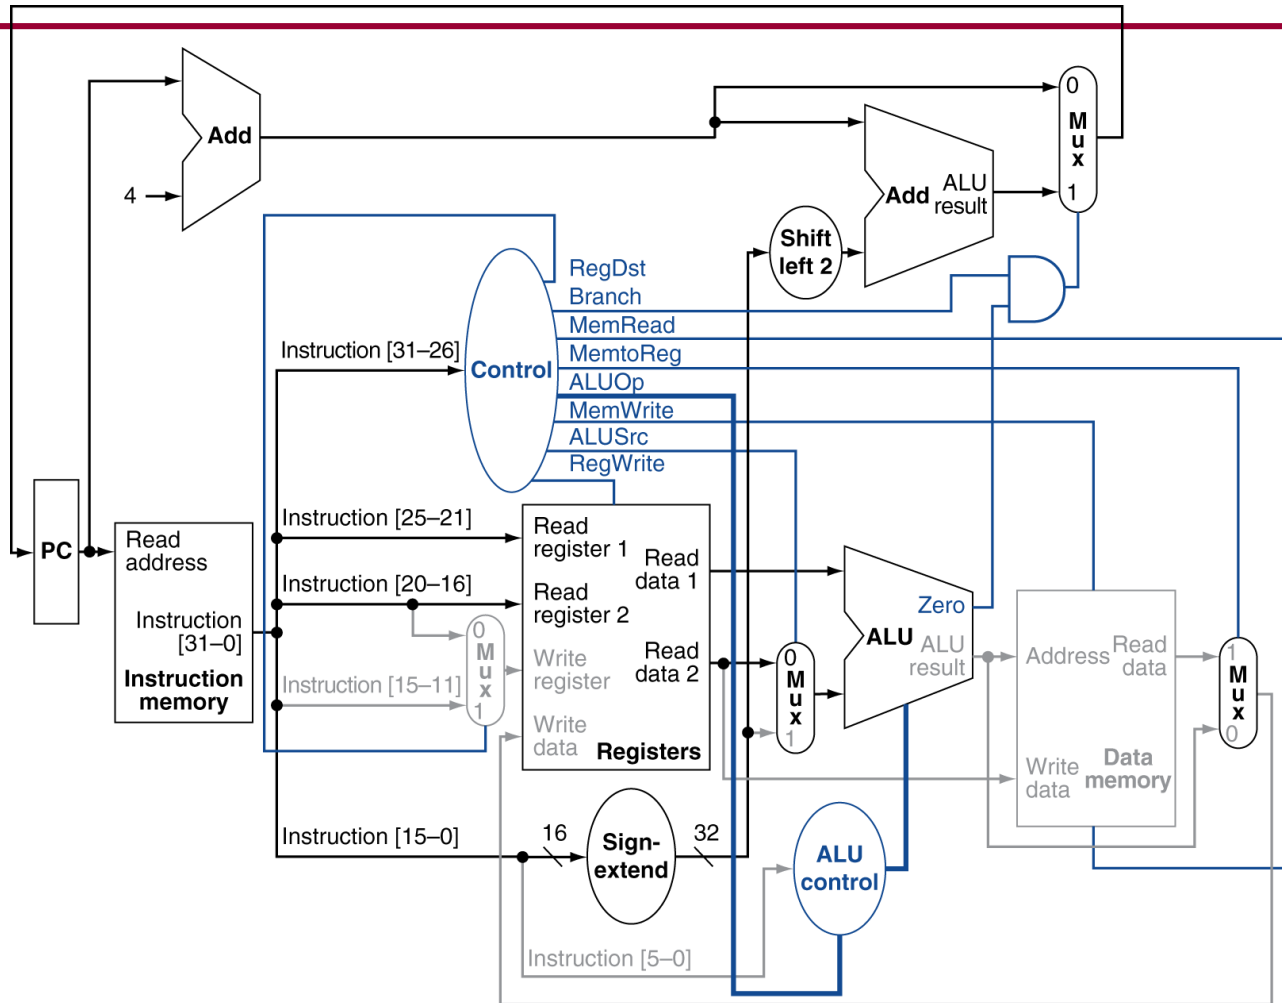 0
M
u
x
1
Add
4
Add
ALU
result
Shift
left 2
RegDst
Branch
MemRead
MemtoReg
ALUOp
MemWrite
ALUSrc
RegWrite
Control
Instruction [31–26]
PC
Read
address
Instruction
[31–0]
Instruction
memory
Instruction [25–21]
Instruction [20–16]
Instruction [15–11]
0
M
u
x
1
Read
register 1
Read
register 2
Write
register
Write
data
Read
data 1
Read
data 2
Registers
0
M
u
x
1
Zero
ALU
ALU
result
Address
Read
data
Write
data
Data
memory
1
M
u
x
0
Instruction [15–0]
16
Sign-
extend
32
ALU
control
Instruction [5–0]